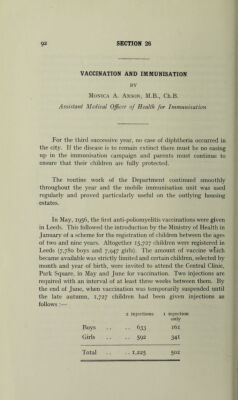 92 SECTION 26
VACCINATION AND IMMUNISATION
BY
Monica A. Anson, M.B., Ch.B.
Assistant Medical Officer of Health for Immunisation
For the third successive year, no case of diphtheria occurred in
the city. If the disease is to remain extinct there must be no easing
up in the immunisation campaign and parents must continue to
ensure that their children are fully protected.
The routine work of the Department continued smoothly
throughout the year and the mobile immunisation unit was used
regularly and proved particularly useful on the outlying housing
estates.
In May, 1956, the first anti-poliomyelitis vaccinations were given
in Leeds. This followed the introduction by the Ministry of Health in
January of a scheme for the registration of children between the ages
of two and nine years. Altogether 15,727 children were registered in
Leeds (7,780 boys and 7,947 girls). The amount of vaccine which
became available was strictly limited and certain children, selected by
month and year of birth, were invited to attend the Central Clinic,
Park Square, in May and June for vaccination. Two injections are
required with an interval of at least three weeks between them. By
the end of June, when vaccination was temporarily suspended until
the late autumn, 1,727 children had been given injections as
follows :—
2 injections 1 injection
only
Boys .. .. 633 161
Girls .. .. 592 341
Total .. .. 1,225 502